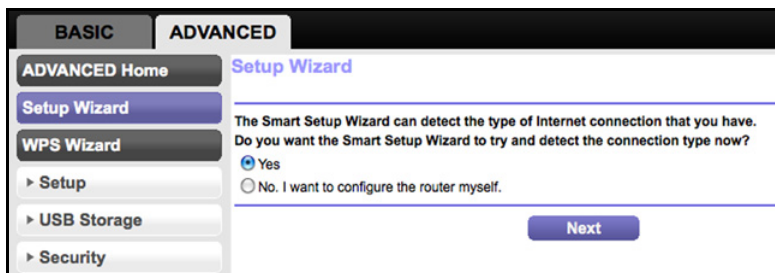 BASIC
ADVANCED
ADVANCED Home
Setup Wizard
WPS Wizard
Setup
USB Storage
Security
Setup Wizard
The Smart Setup Wizard can detect the type of Internet connection that you have.
Do you want the Smart Setup Wizard to try and detect the connection type now?
Yes
No. I want to configure the router myself.
Next